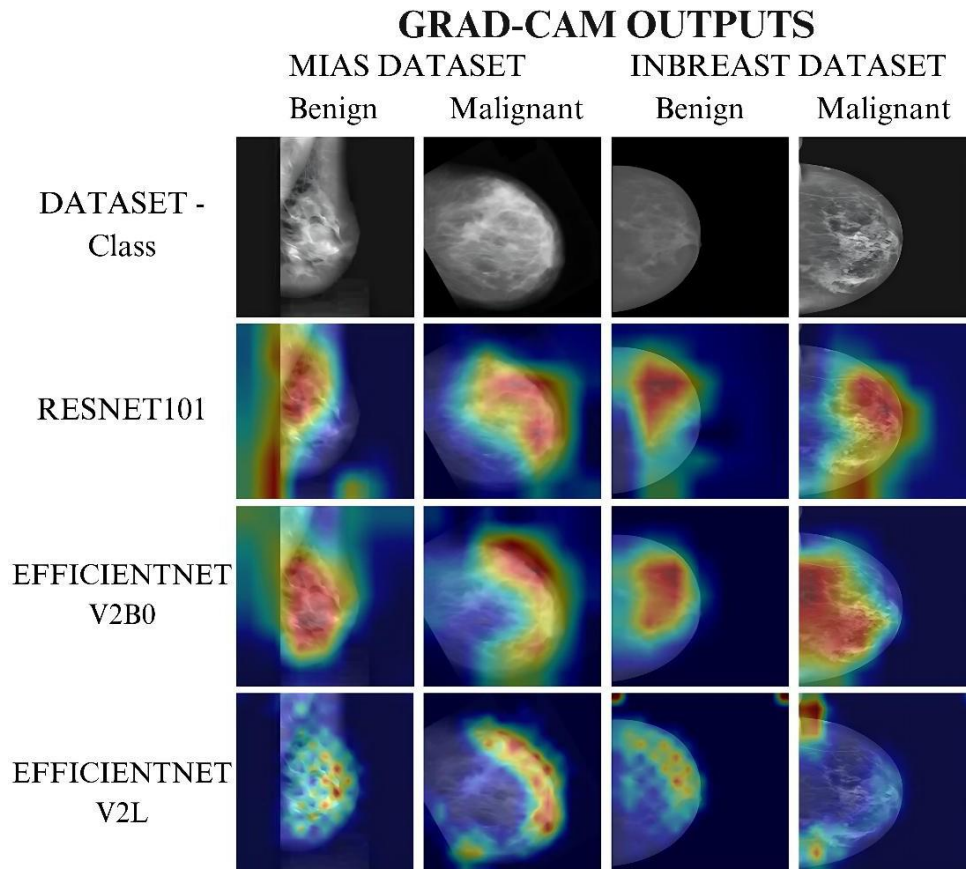 GRAD-CAM OUTPUTS
MIAS DATASET INBREAST DATASET
Benign Malignant Benign Malignant
DATASET -
Class
RESNET101
EFFICIENTNET
V2B0
EFFICIENTNET
V2L